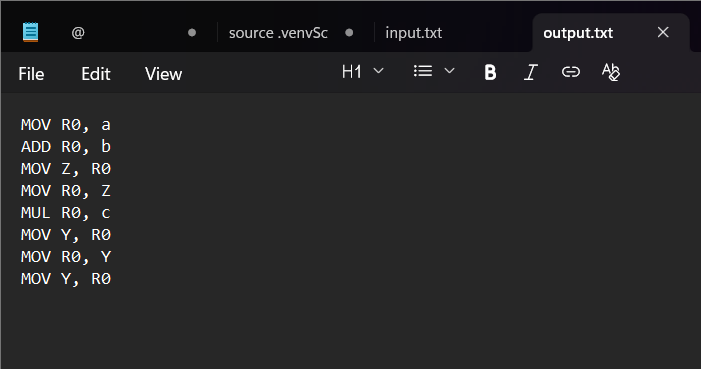 @ source .venvSc input.txt output.txt
File Edit View H1 B I
MOV R0, a
ADD R0, b
MOV Z, R0
MOV R0, Z
MUL R0, c
MOV Y, R0
MOV R0, Y
MOV Y, R0